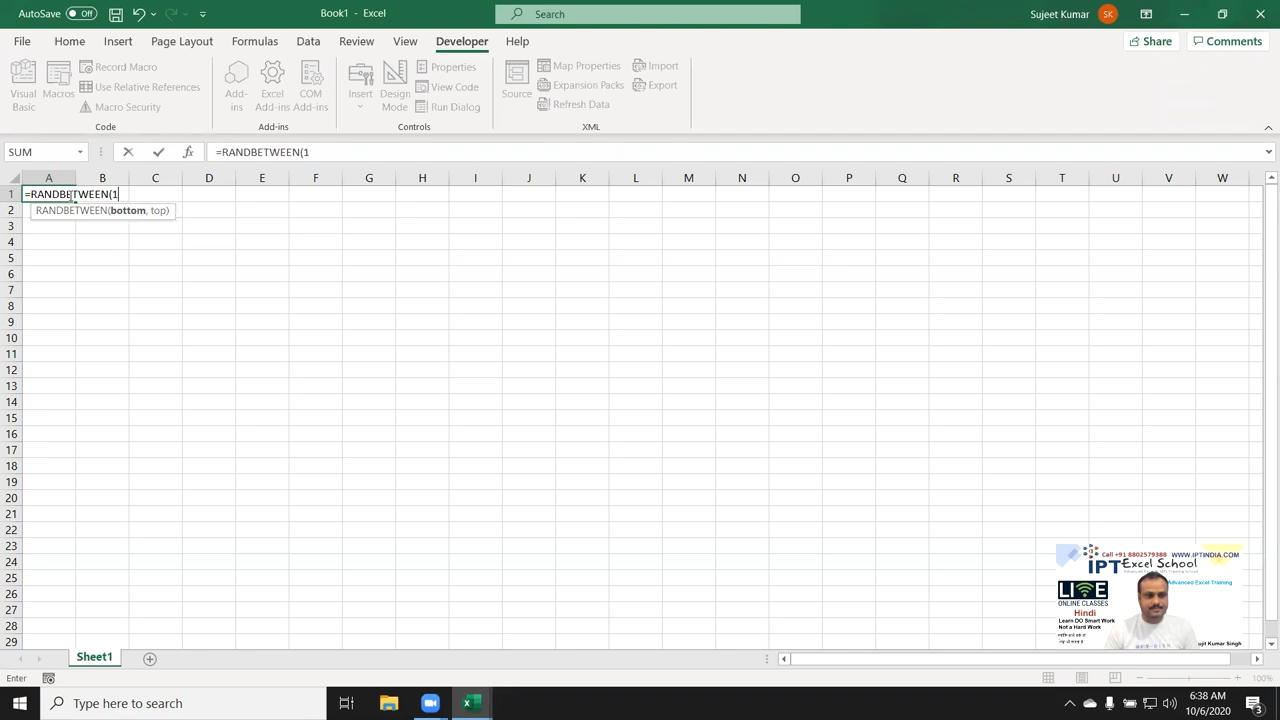 AutoSave Off Book1 - Excel Search Sujeet Kumar SK
File Home Insert Page Layout Formulas Data Review View Developer Help Share Comments
Visual Basic Macros Record Macro Use Relative References Macro Security
Code
Add-ins Excel Add-ins COM Add-ins
Add-ins
Insert Design Mode Properties View Code Run Dialog
Controls
Source Map Properties Expansion Packs Refresh Data Import Export
XML
SUM =RANDBETWEEN(1
A B C D E F G H I J K L M N O P Q R S T U V W
1 =RANDBETWEEN(1
RANDBETWEEN(bottom, top)
2
3
4
5
6
7
8
9
10
11
12
13
14
15
16
17
18
19
20
21
22
23
24
25
26
27
28
29
Call +91 8802579388 WWW.IPTINDIA.COM
IPT Excel School
Advanced Excel Training
LIVE
ONLINE CLASSES
Hindi
Learn DO Smart Work
Not a Hard Work
Sujit Kumar Singh
Sheet1
Enter 100%
Type here to search
6:38 AM
10/6/2020
3